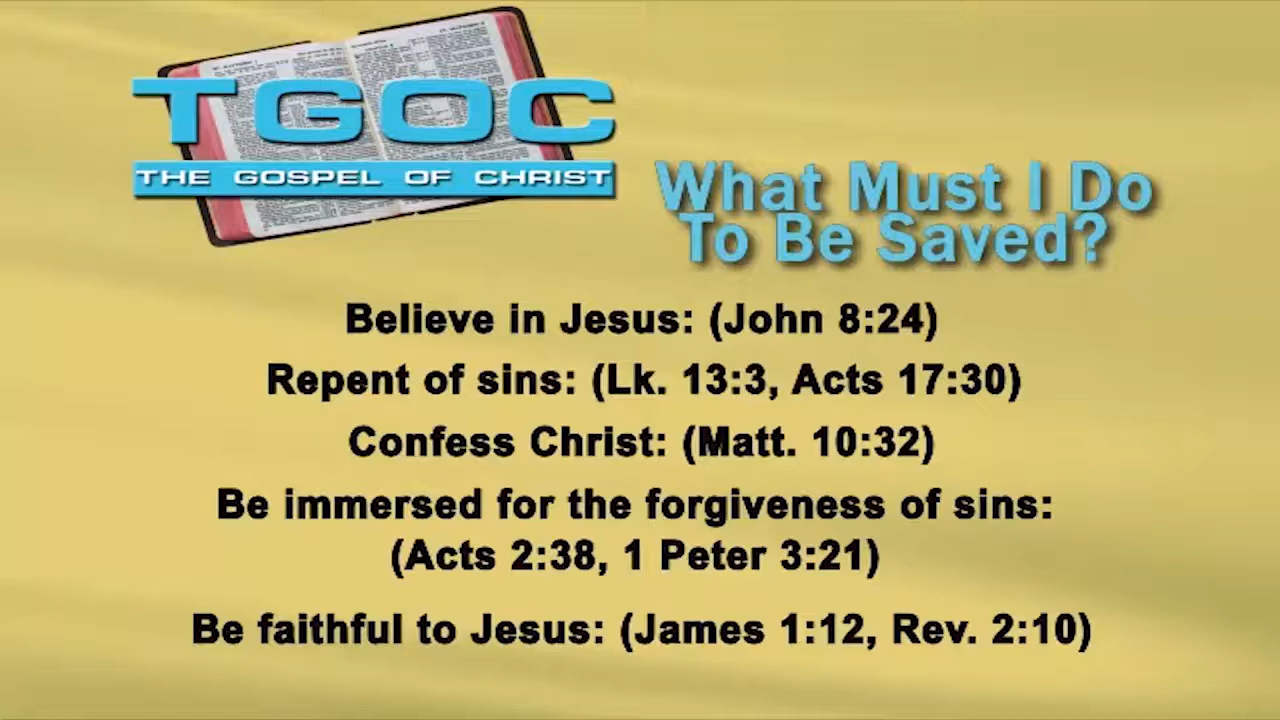 TGOC
THE GOSPEL OF CHRIST
What Must I Do
To Be Saved?
Believe in Jesus: (John 8:24)
Repent of sins: (Lk. 13:3, Acts 17:30)
Confess Christ: (Matt. 10:32)
Be immersed for the forgiveness of sins:
(Acts 2:38, 1 Peter 3:21)
Be faithful to Jesus: (James 1:12, Rev. 2:10)